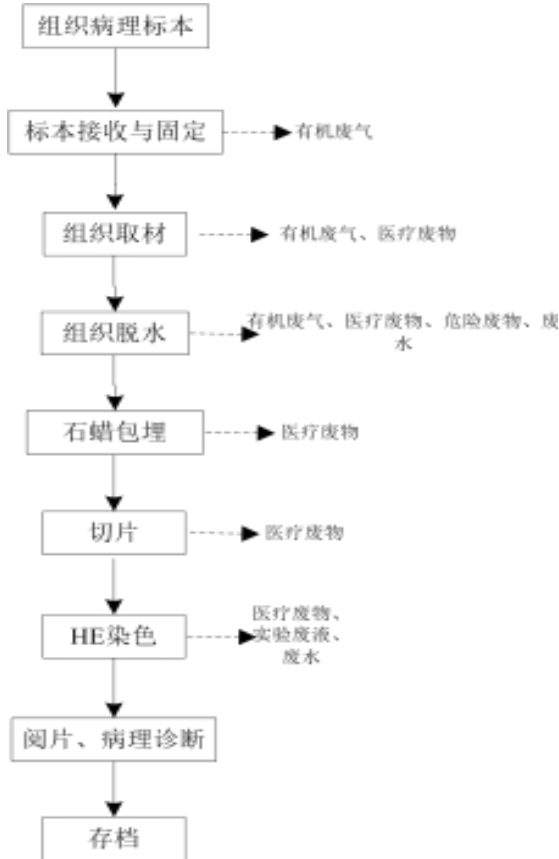 组织病理标本
标本接收与固定
有机废气
组织取材
有机废气、医疗废物
组织脱水
有机废气、医疗废物、危险废物、废
水
石蜡包埋
医疗废物
切片
医疗废物
HE染色
医疗废物、
实验废液、
废水
阅片、病理诊断
存档